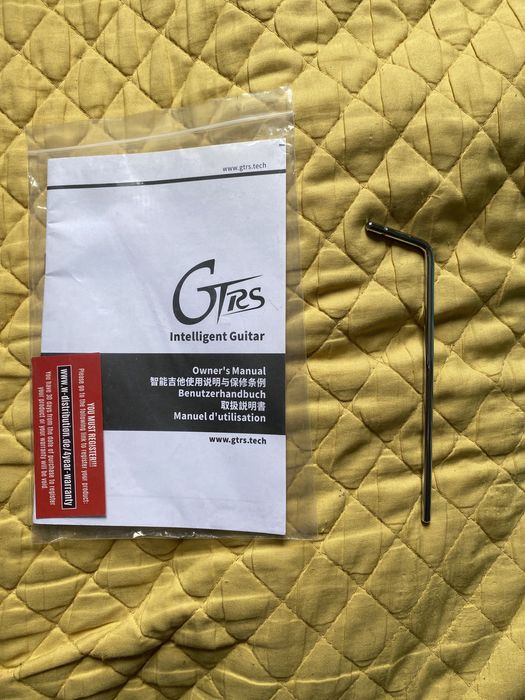 www.gtrs.tech
GTRS
Intelligent Guitar
Owner's Manual
智能吉他使用说明与保修条例
Benutzerhandbuch
取扱説明書
Manuel d'utilisation
www.gtrs.tech
YOU MUST REGISTER!!!
Please go to the following link to register your product:
www.w-distribution.de/4year-warranty
You have 30 days from the date of purchase to register
your product or your warranty will be void.